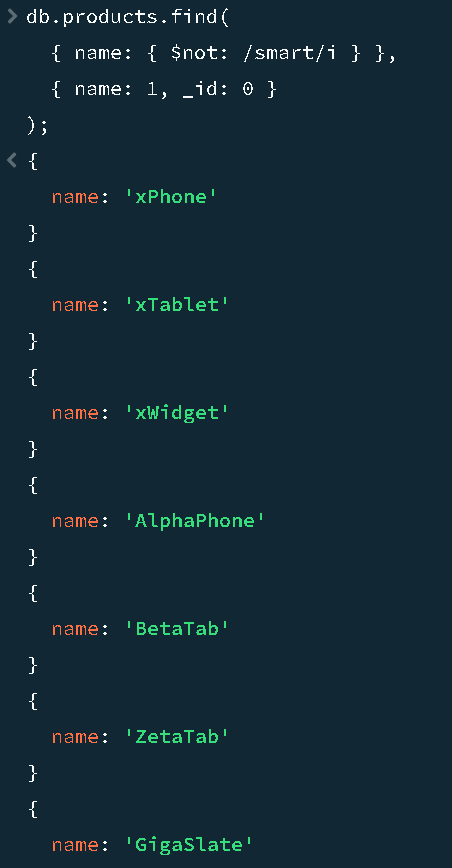 > db.products.find(
{ name: { $not: /smart/i } },
{ name: 1, _id: 0 }
);
< {
name: 'xPhone'
}
{
name: 'xTablet'
}
{
name: 'xWidget'
}
{
name: 'AlphaPhone'
}
{
name: 'BetaTab'
}
{
name: 'ZetaTab'
}
{
name: 'GigaSlate'